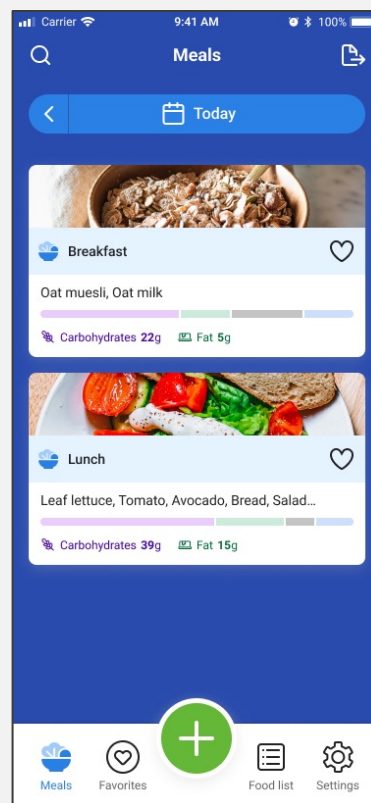 Carrier 9:41 AM 100%
Meals
Today
Breakfast
Oat muesli, Oat milk
Carbohydrates 22g Fat 5g
Lunch
Leaf lettuce, Tomato, Avocado, Bread, Salad...
Carbohydrates 39g Fat 15g
Meals Favorites Food list Settings